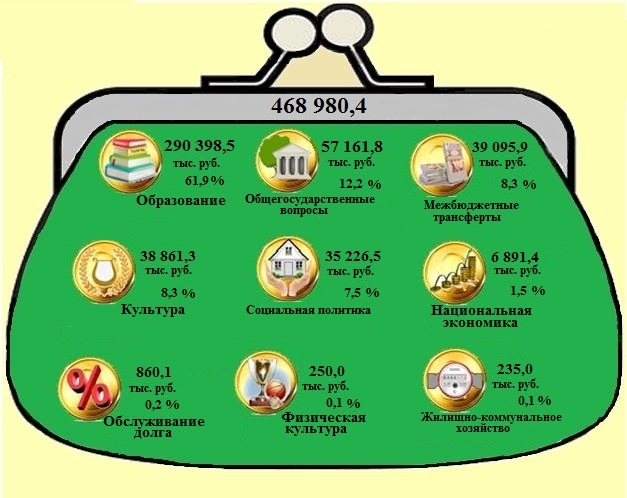 468 980,4
290 398,5
тыс. руб.
61,9%
Образование
57 161,8
тыс. руб.
12,2 %
Общегосударственные
вопросы
39 095,9
тыс. руб.
8,3 %
Межбюджетные
трансферты
38 861,3
тыс. руб.
8,3 %
Культура
35 226,5
тыс. руб.
7,5 %
Социальная политика
6 891,4
тыс. руб.
1,5 %
Национальная
экономика
860,1
тыс. руб.
0,2 %
Обслуживание
долга
250,0
тыс. руб.
0,1 %
Физическая
культура
235,0
тыс. руб.
0,1 %
Жилищно-коммунальное
хозяйство